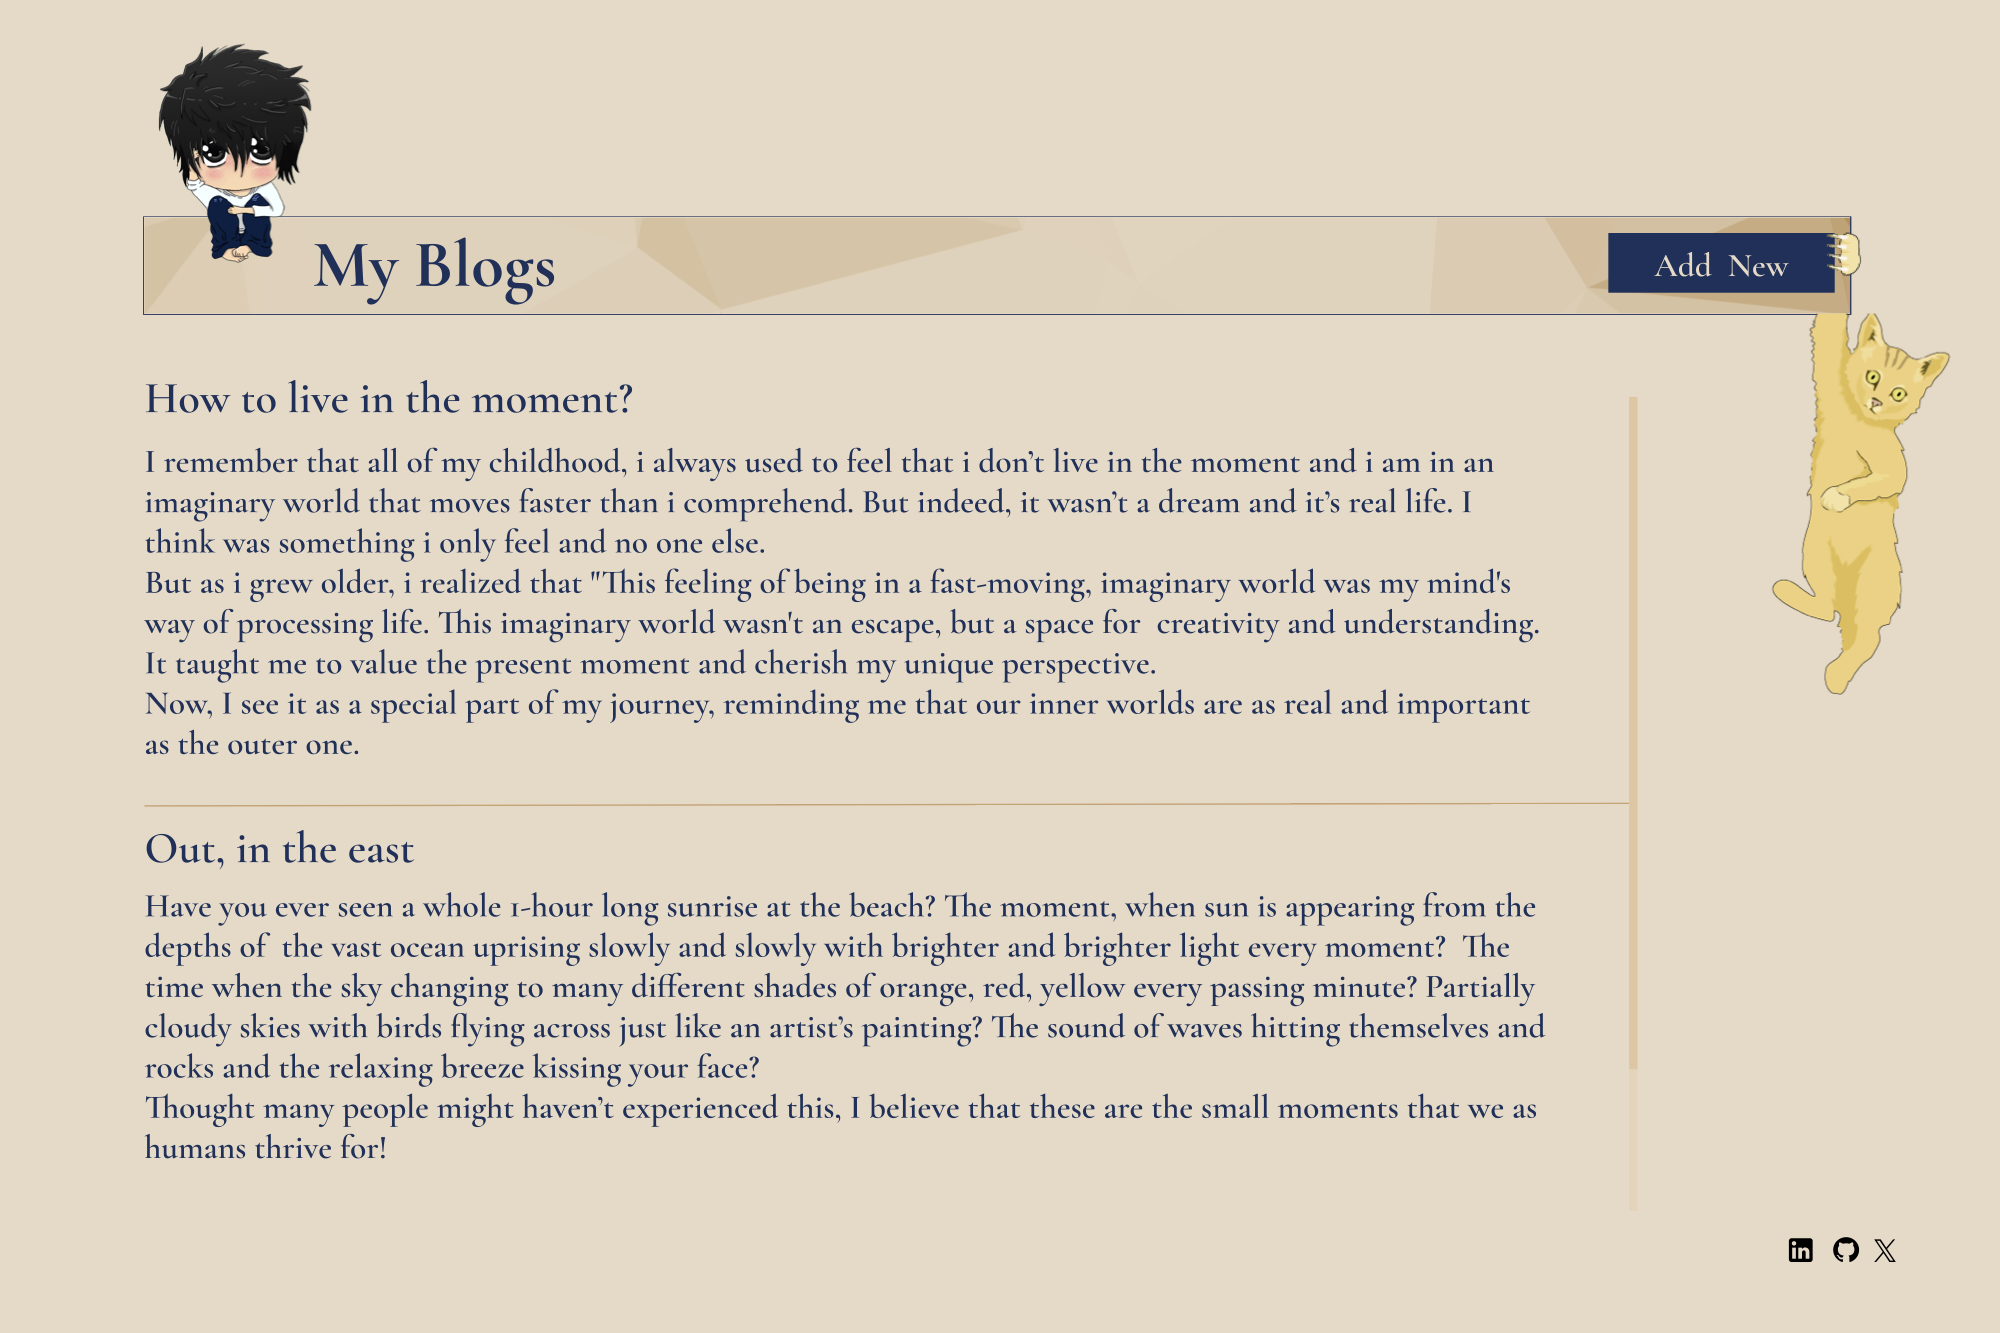 My Blogs
Add New
How to live in the moment?
I remember that all of my childhood, i always used to feel that i don’t live in the moment and i am in an
imaginary world that moves faster than i comprehend. But indeed, it wasn’t a dream and it’s real life. I
think was something i only feel and no one else.
But as i grew older, i realized that "This feeling of being in a fast-moving, imaginary world was my mind's
way of processing life. This imaginary world wasn't an escape, but a space for  creativity and understanding.
It taught me to value the present moment and cherish my unique perspective.
Now, I see it as a special part of my journey, reminding me that our inner worlds are as real and important
as the outer one.
Out, in the east
Have you ever seen a whole 1-hour long sunrise at the beach? The moment, when sun is appearing from the
depths of  the vast ocean uprising slowly and slowly with brighter and brighter light every moment?  The
time when the sky changing to many different shades of orange, red, yellow every passing minute? Partially
cloudy skies with birds flying across just like an artist’s painting? The sound of waves hitting themselves and
rocks and the relaxing breeze kissing your face?
Thought many people might haven’t experienced this, I believe that these are the small moments that we as
humans thrive for!
in